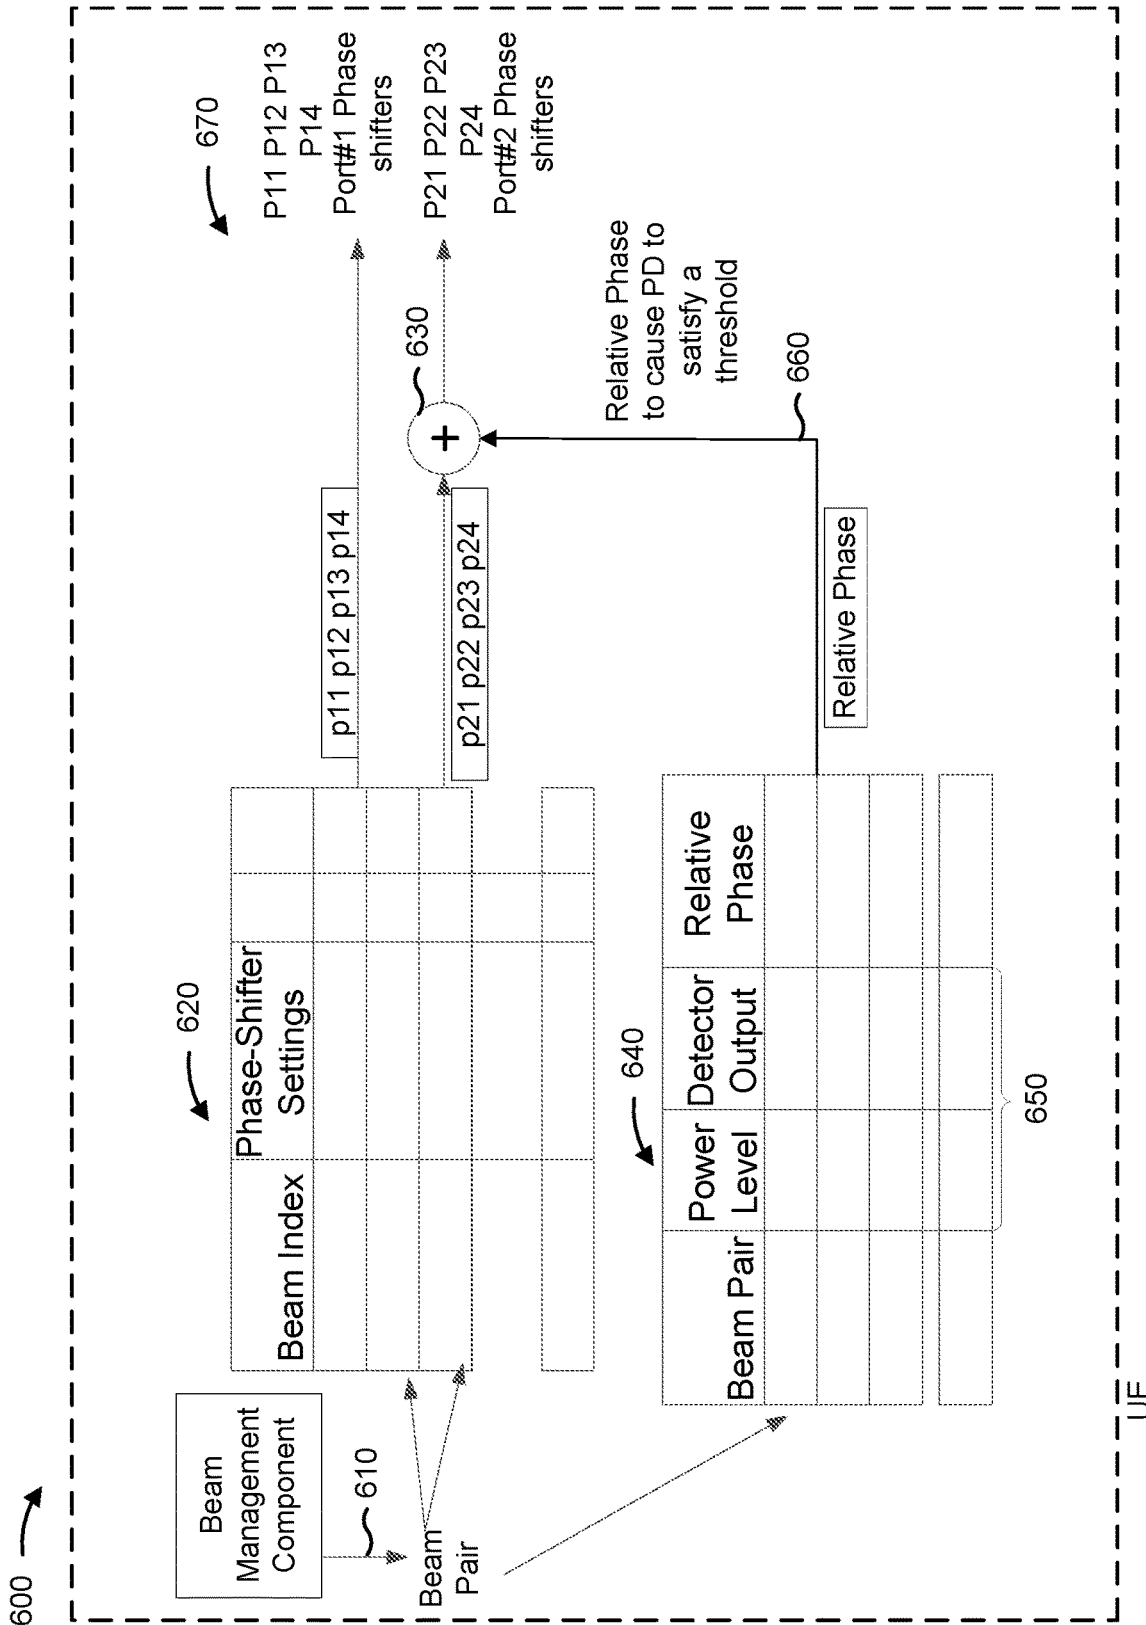 600
Beam
Management
Component
610
Beam
Pair
620
Beam Index
Phase-Shifter
Settings
p11 p12 p13 p14
p21 p22 p23 p24
630
+
670
P11 P12 P13
P14
Port#1 Phase
shifters
P21 P22 P23
P24
Port#2 Phase
shifters
640
Beam Pair
Power
Level
Detector
Output
Relative
Phase
650
Relative Phase
660
Relative Phase
to cause PD to
satisfy a
threshold
UE